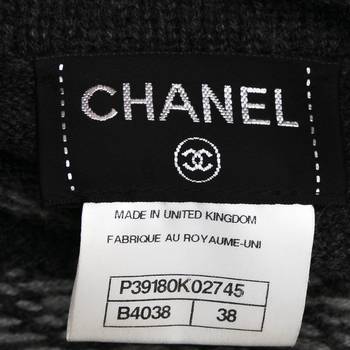 CHANEL
MADE IN UNITED KINGDOM
FABRIQUE AU ROYAUME-UNI
P39180K02745
B4038 38